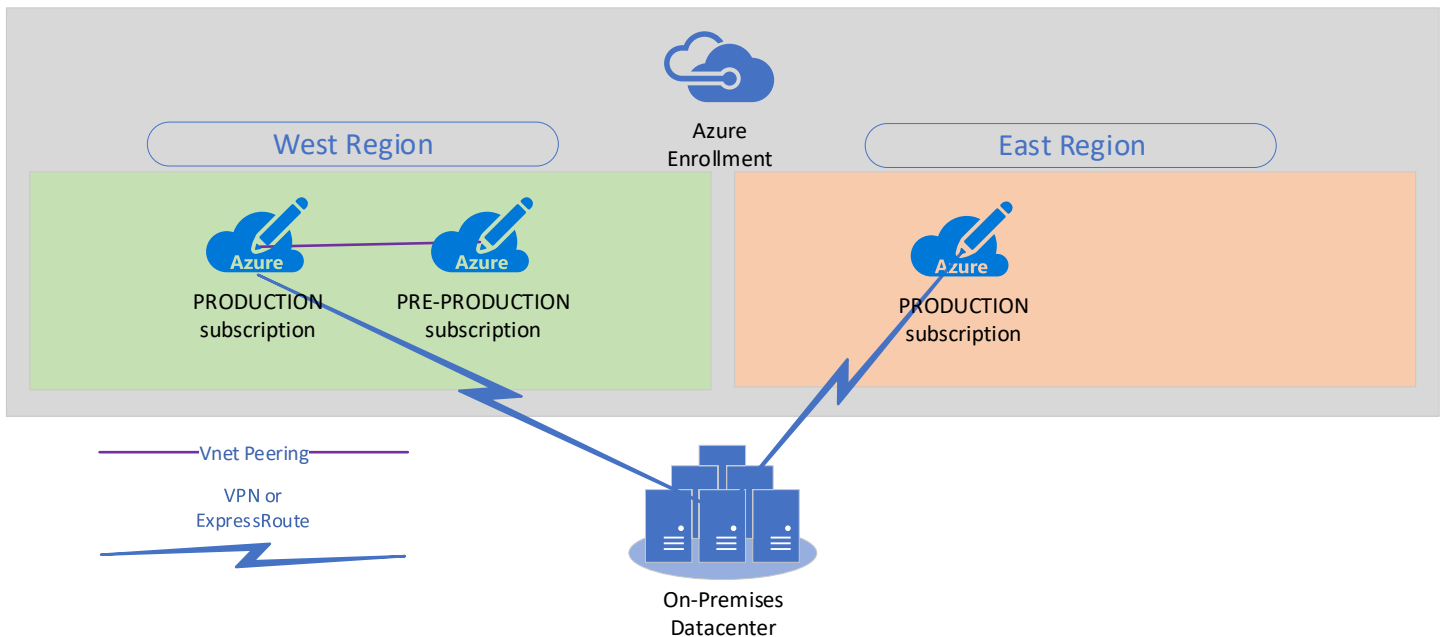 Azure
Enrollment
West Region
East Region
Azure
Azure
Azure
PRODUCTION
subscription
PRE-PRODUCTION
subscription
PRODUCTION
subscription
Vnet Peering
VPN or
ExpressRoute
On-Premises
Datacenter